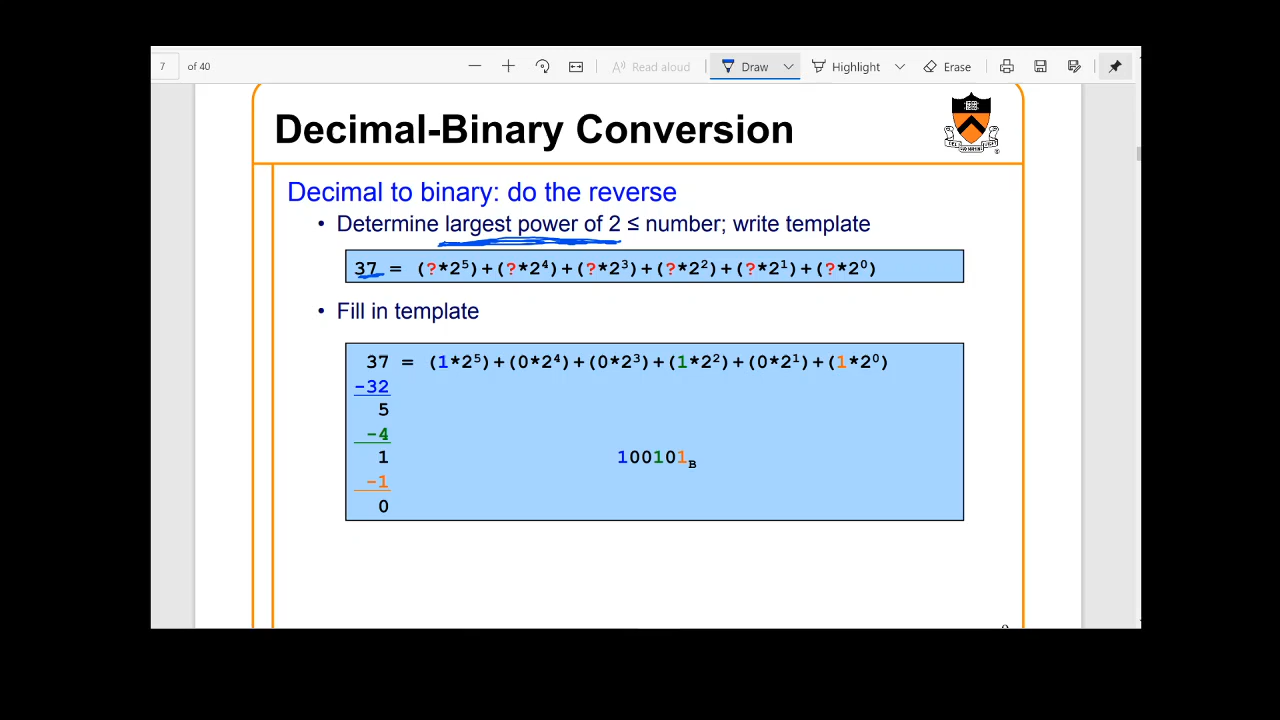 7 of 40 Read aloud Draw Highlight Erase
Decimal-Binary Conversion
Decimal to binary: do the reverse
• Determine largest power of 2 ≤ number; write template
37 = (?*2⁵)+(?*2⁴)+(?*2³)+(?*2²)+(?*2¹)+(?*2⁰)
• Fill in template
37 = (1*2⁵)+(0*2⁴)+(0*2³)+(1*2²)+(0*2¹)+(1*2⁰)
-32
5
-4
1 100101B
-1
0